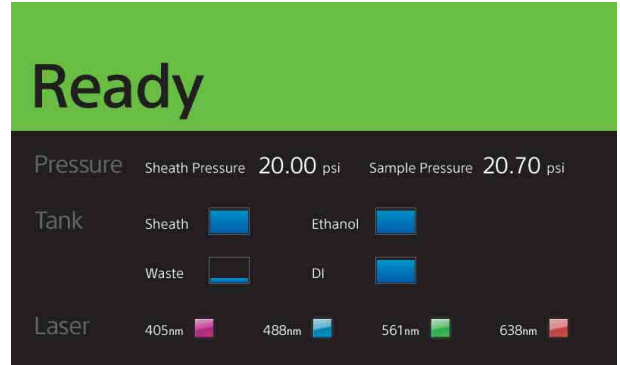 Ready
Pressure Sheath Pressure 20.00 psi Sample Pressure 20.70 psi
Tank Sheath Ethanol
Waste DI
Laser 405nm 488nm 561nm 638nm